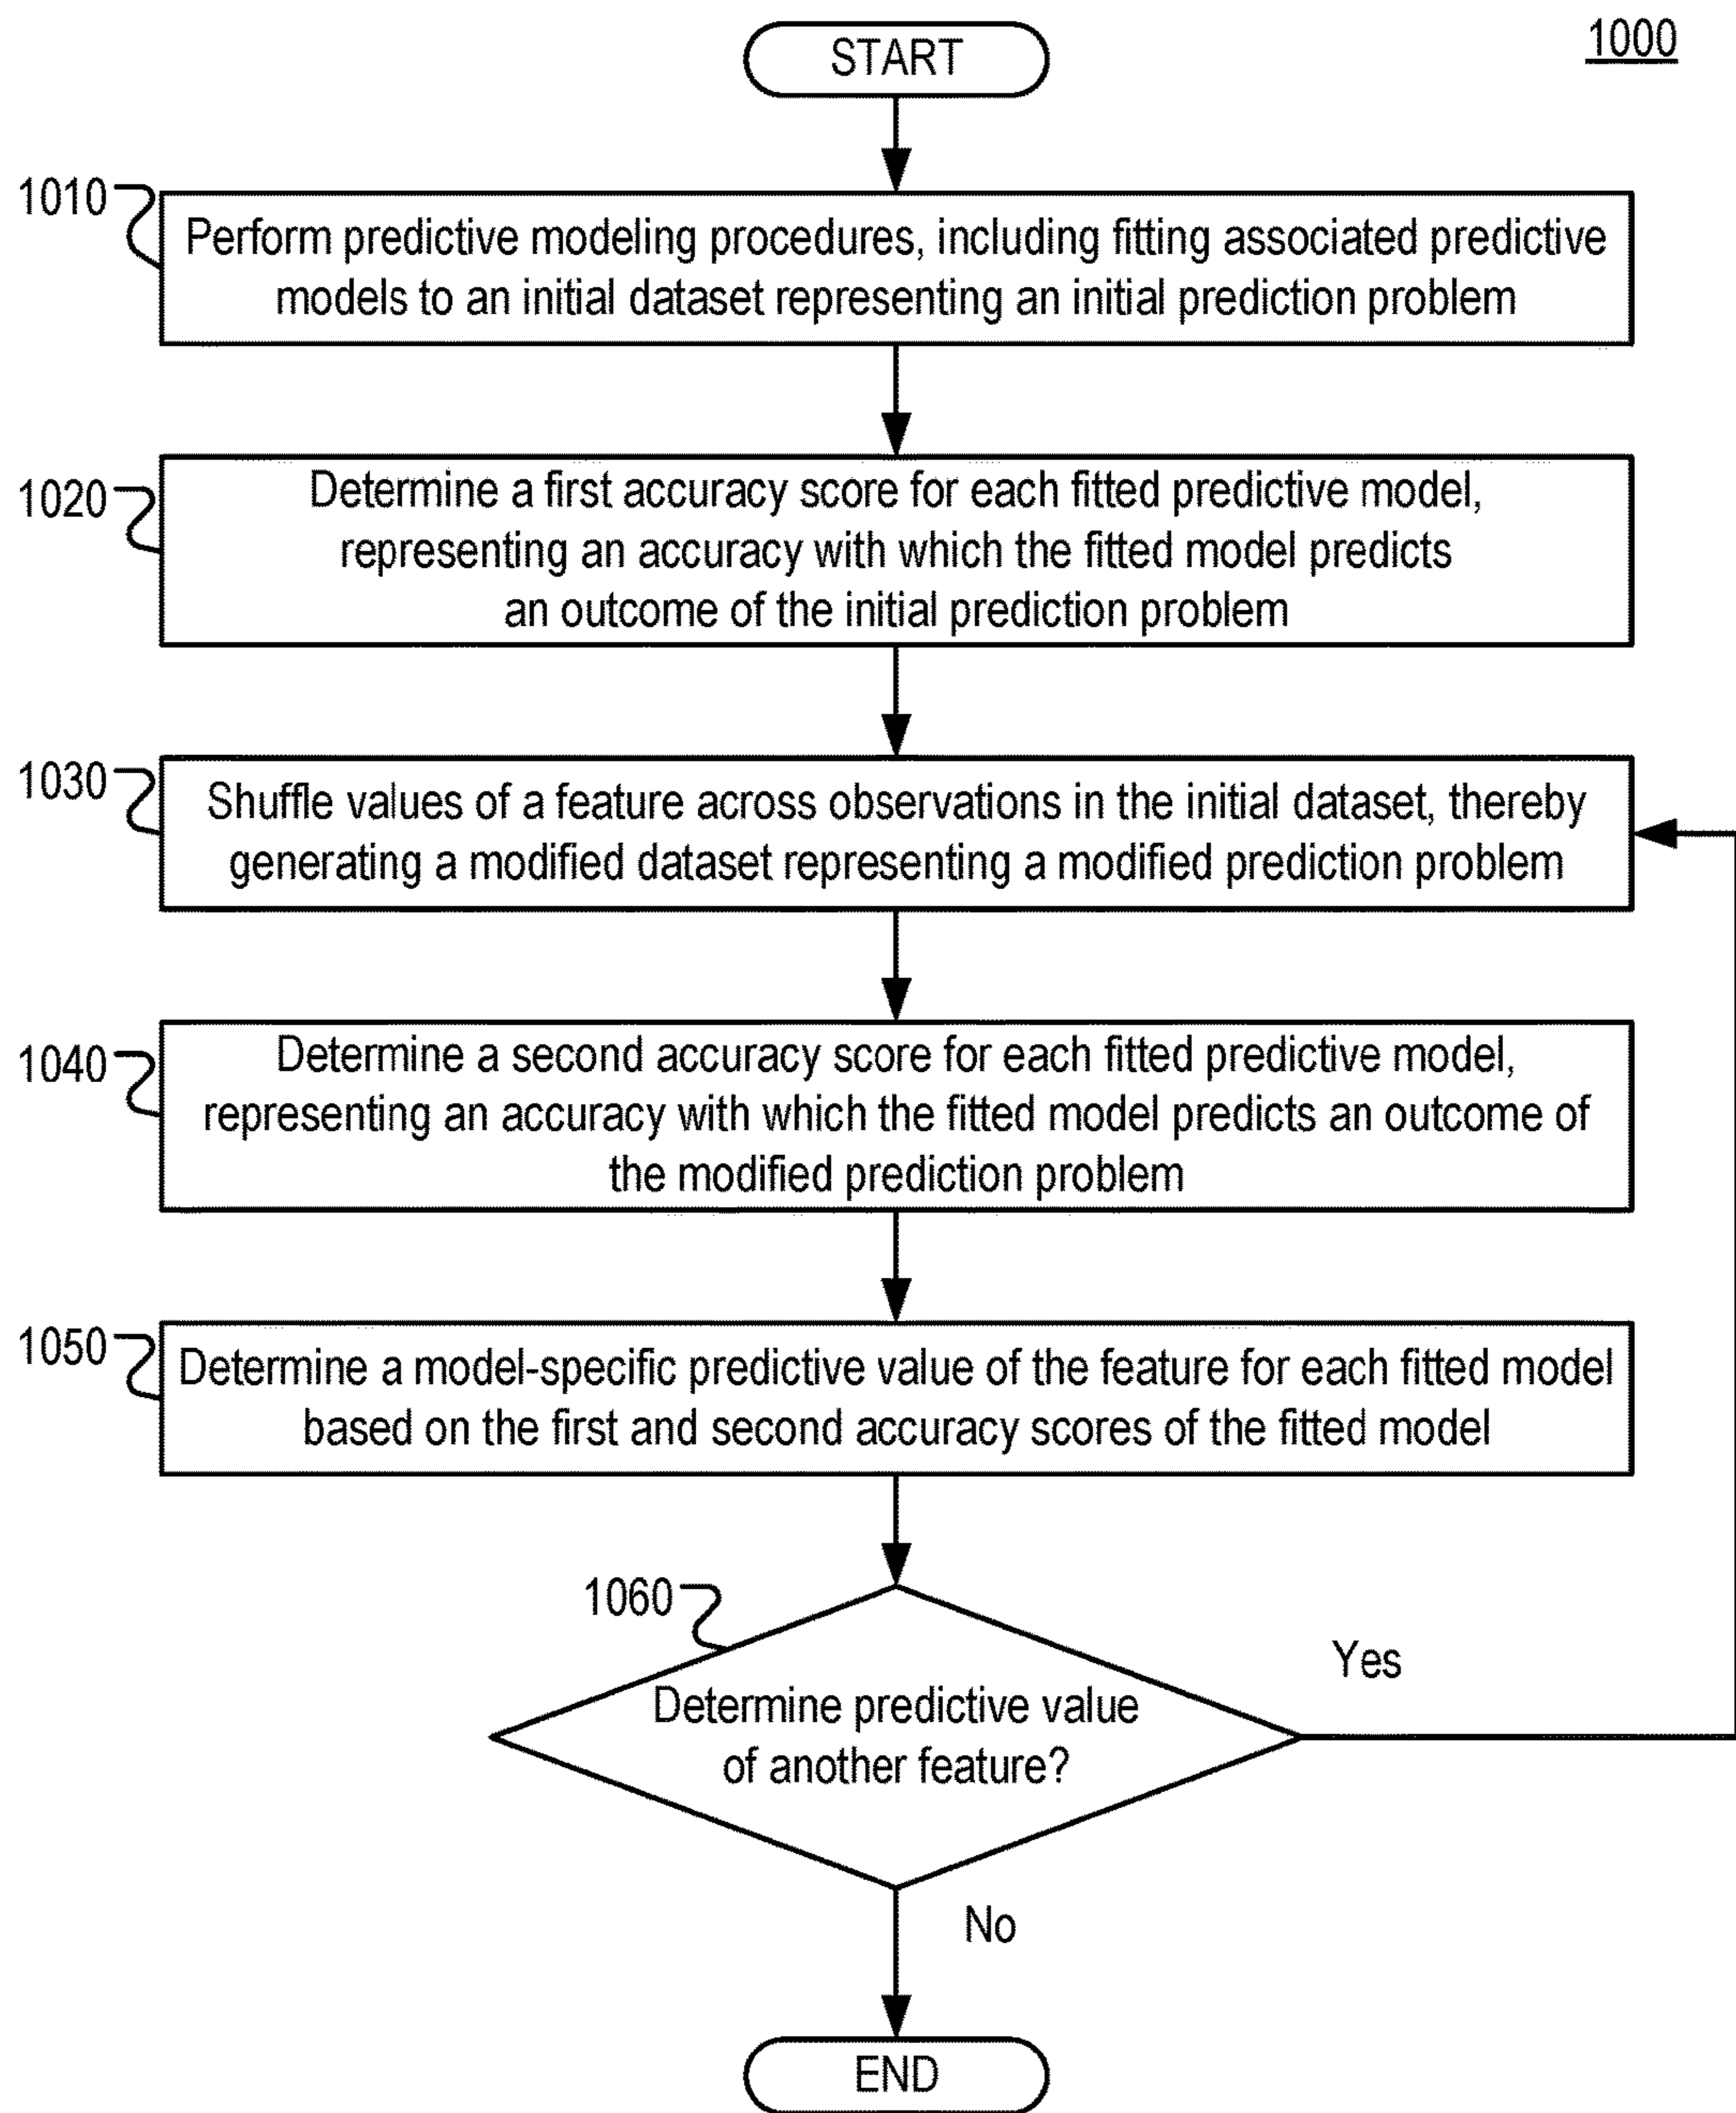 1000
START
1010
Perform predictive modeling procedures, including fitting associated predictive
models to an initial dataset representing an initial prediction problem
1020
Determine a first accuracy score for each fitted predictive model,
representing an accuracy with which the fitted model predicts
an outcome of the initial prediction problem
1030
Shuffle values of a feature across observations in the initial dataset, thereby
generating a modified dataset representing a modified prediction problem
1040
Determine a second accuracy score for each fitted predictive model,
representing an accuracy with which the fitted model predicts an outcome of
the modified prediction problem
1050
Determine a model-specific predictive value of the feature for each fitted model
based on the first and second accuracy scores of the fitted model
1060
Determine predictive value
of another feature?
Yes
No
END